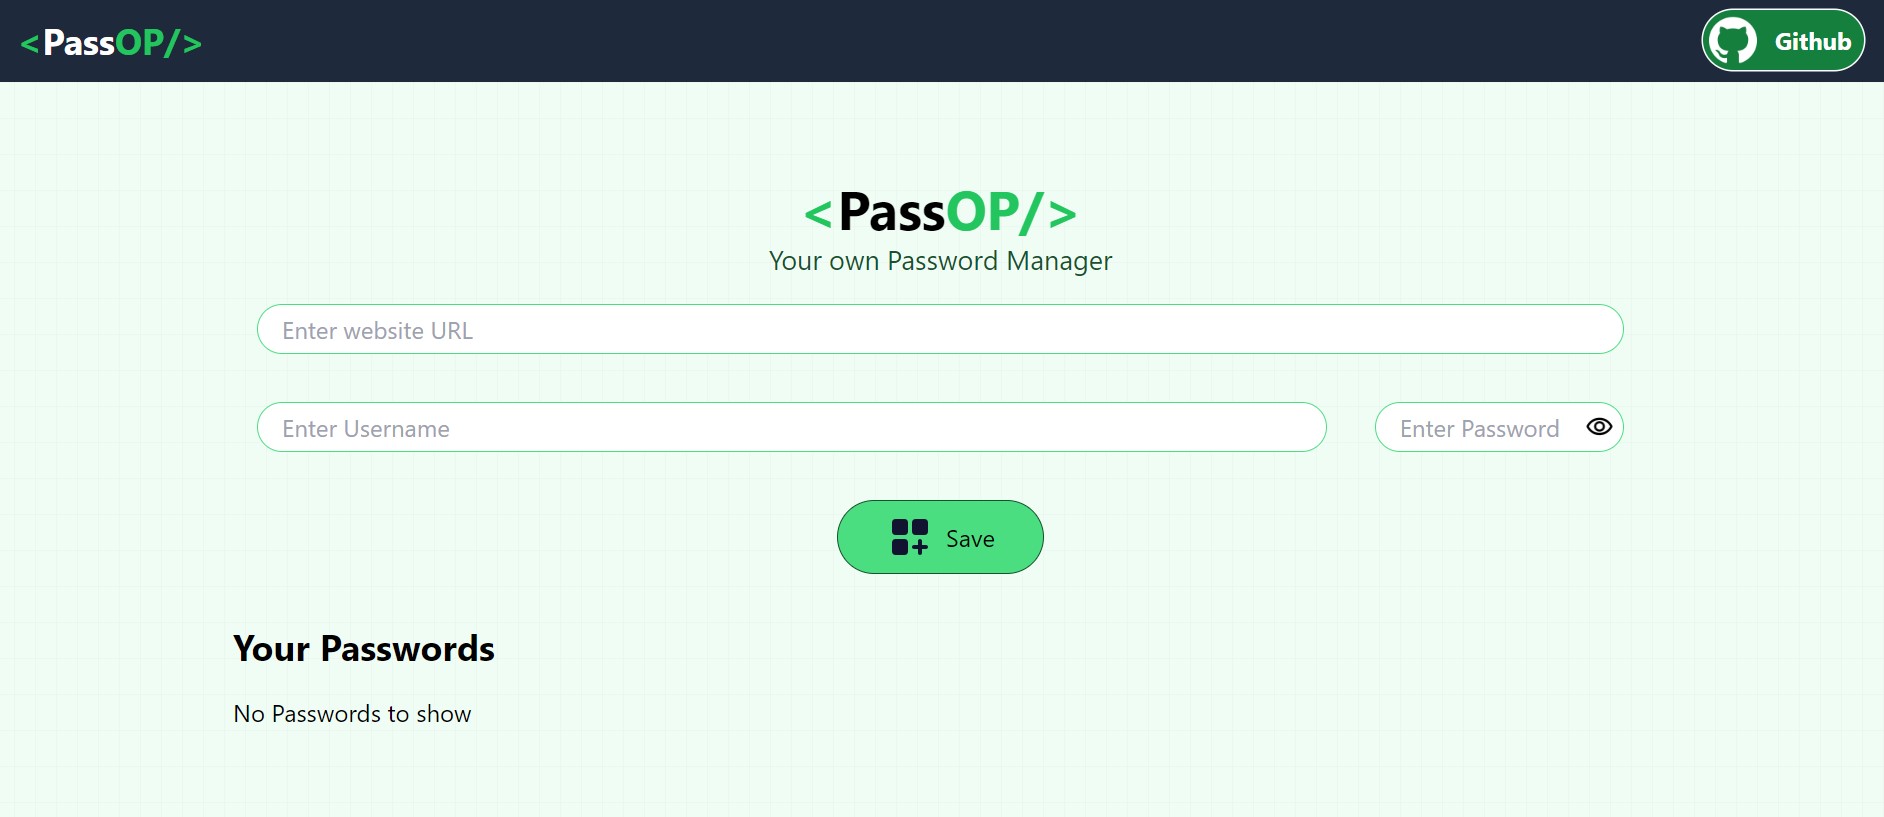 <PassOP/>
Github
<PassOP/>
Your own Password Manager
Enter website URL
Enter Username
Enter Password
Save
Your Passwords
No Passwords to show